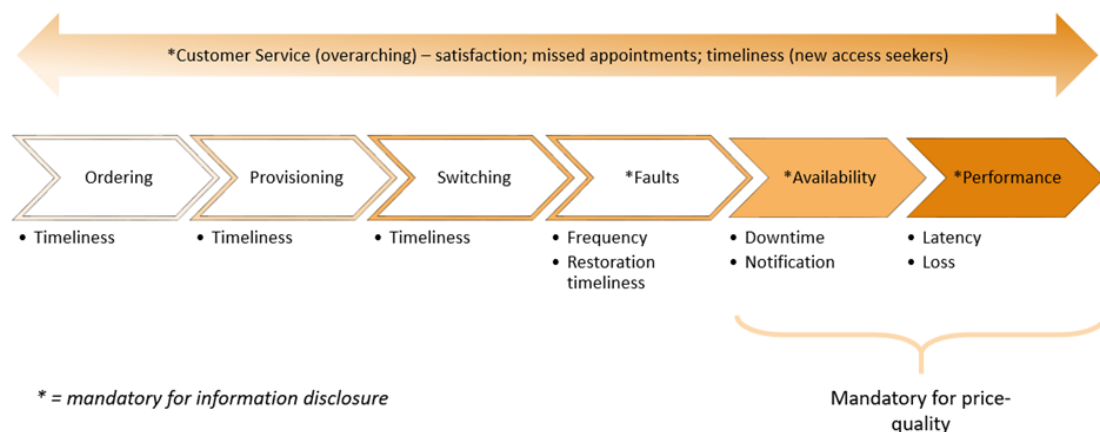 *Customer Service (overarching) – satisfaction; missed appointments; timeliness (new access seekers)
Ordering
Provisioning
Switching
*Faults
*Availability
*Performance
• Timeliness
• Timeliness
• Timeliness
• Frequency
• Restoration
timeliness
• Downtime
• Notification
• Latency
• Loss
* = mandatory for information disclosure
Mandatory for price-
quality